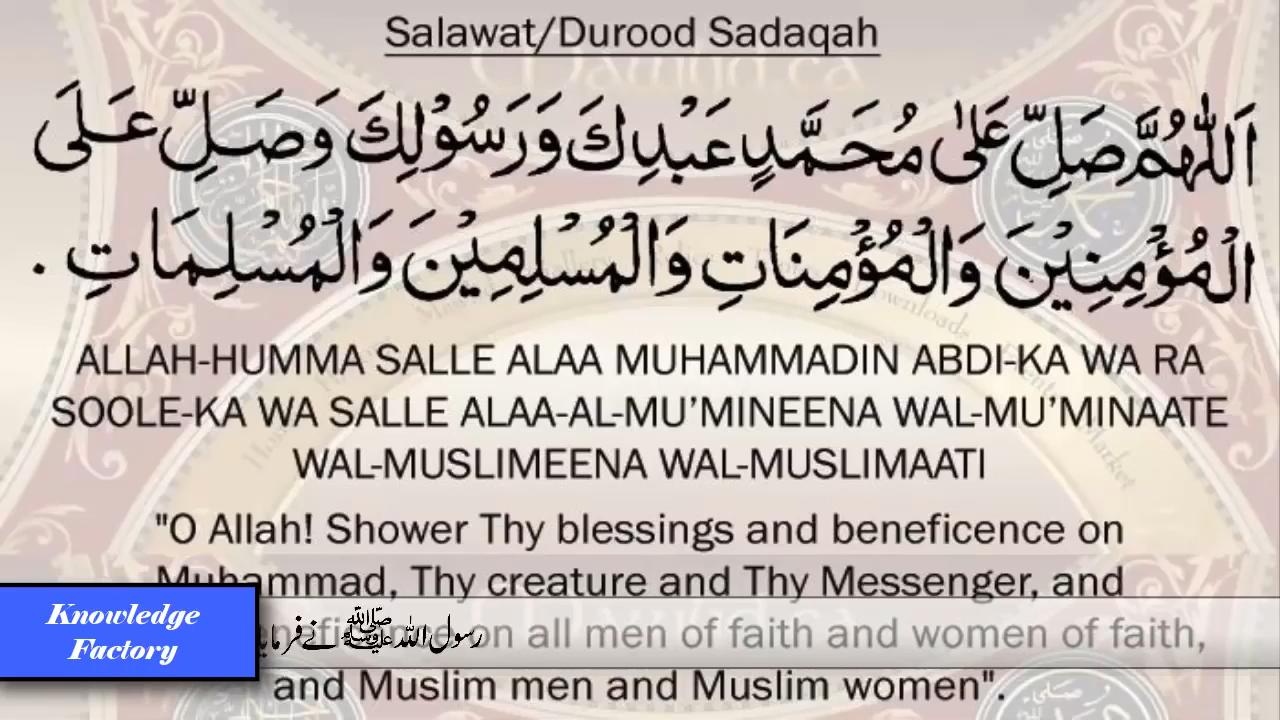 Salawat/Durood Sadaqah
اَللّٰهُمَّ صَلِّ عَلٰى مُحَمَّدٍ عَبْدِكَ وَرَسُوْلِكَ وَصَلِّ عَلَى
الْمُؤْمِنِيْنَ وَالْمُؤْمِنَاتِ وَالْمُسْلِمِيْنَ وَالْمُسْلِمَاتِ .
ALLAH-HUMMA SALLE ALAA MUHAMMADIN ABDI-KA WA RA
SOOLE-KA WA SALLE ALAA-AL-MU’MINEENA WAL-MU’MINAATE
WAL-MUSLIMEENA WAL-MUSLIMAATI
"O Allah! Shower Thy blessings and beneficence on
Muhammad, Thy creature and Thy Messenger, and
on all men of faith and women of faith,
رسول اللہ ﷺ نے فرمایا
and Muslim men and Muslim women".
Knowledge
Factory